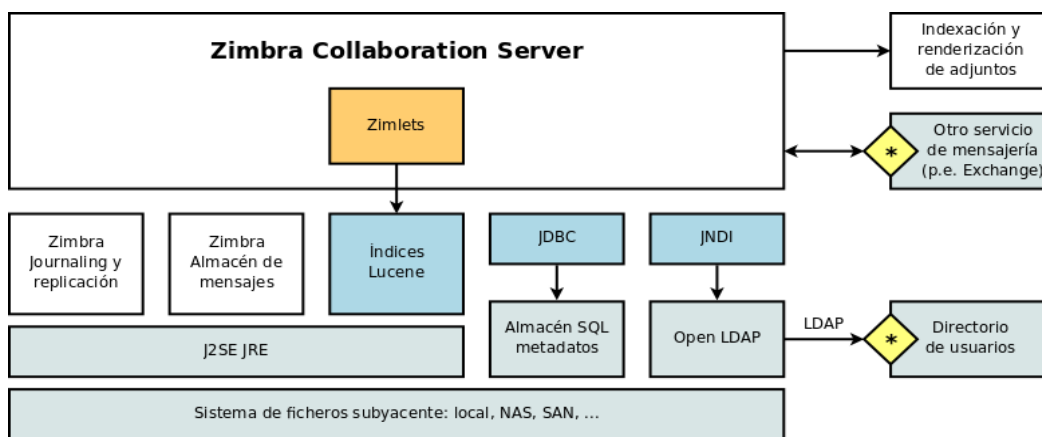 Zimbra Collaboration Server
Indexación y
renderización
de adjuntos
Zimlets
Otro servicio
de mensajería
(p.e. Exchange)
*
Zimbra
Journaling y
replicación
Zimbra
Almacén de
mensajes
Índices
Lucene
JDBC
JNDI
Almacén SQL
metadatos
Open LDAP
LDAP
*
Directorio
de usuarios
J2SE JRE
Sistema de ficheros subyacente: local, NAS, SAN, ...